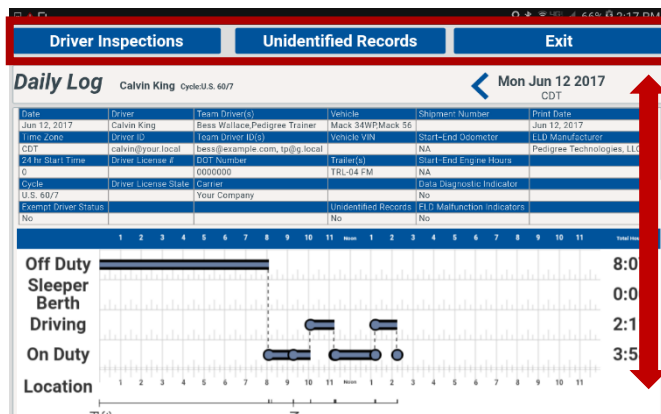 66% 2:17 PM
Driver Inspections Unidentified Records Exit
Daily Log Calvin King Cycle:U.S. 60/7 Mon Jun 12 2017
CDT
Date Driver Team Driver(s) Vehicle Shipment Number Print Date
Jun 12, 2017 Calvin King Bess Wallace,Pedigree Trainer Mack 34WP,Mack 56 Jun 12, 2017
Time Zone Driver ID Team Driver ID(s) Vehicle VIN Start-End Odometer ELD Manufacturer
CDT calvin@your.local bess@example.com, tp@g.local NA Pedigree Technologies, LLC
24 hr Start Time Driver License # DOT Number Trailer(s) Start-End Engine Hours
0 0000000 TRL-04 FM NA
Cycle Driver License State Carrier Data Diagnostic Indicator
U.S. 60/7 Your Company No
Exempt Driver Status Unidentified Records ELD Malfunction Indicators
No No No
1 2 3 4 5 6 7 8 9 10 11 Noon 1 2 3 4 5 6 7 8 9 10 11
Off Duty
Sleeper
Berth
Driving
On Duty
Location 1 2 3 4 5 6 7 8 9 10 11 Noon 1 2 3 4 5 6 7 8 9 10 11